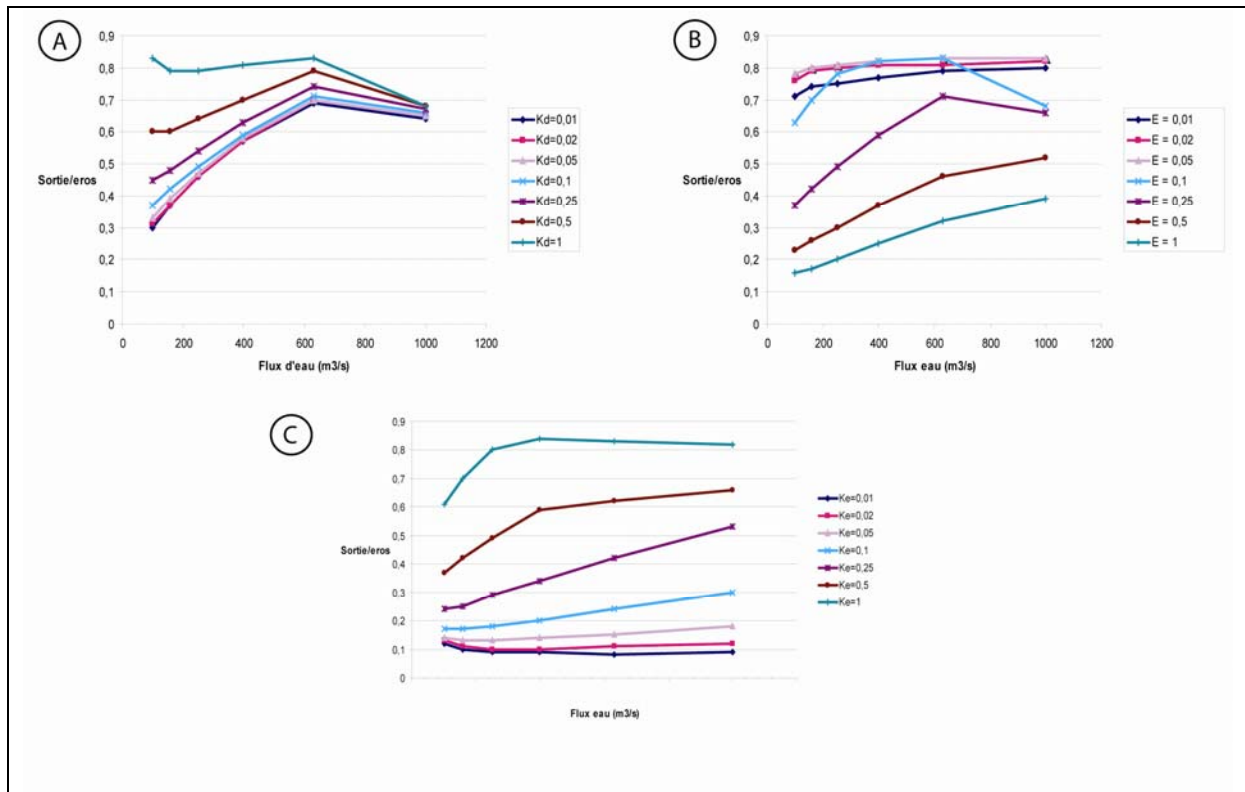 A
0,9
0,8
0,7
0,6
0,5
0,4
0,3
0,2
0,1
0
Sortie/eros
0 200 400 600 800 1000 1200
Flux d'eau (m3/s)
Kd=0,01
Kd=0,02
Kd=0,05
Kd=0,1
Kd=0,25
Kd=0,5
Kd=1
B
0,9
0,8
0,7
0,6
0,5
0,4
0,3
0,2
0,1
0
Sortie/eros
0 200 400 600 800 1000 1200
Flux eau (m3/s)
E = 0,01
E = 0,02
E = 0,05
E = 0,1
E = 0,25
E = 0,5
E = 1
C
0,9
0,8
0,7
0,6
0,5
0,4
0,3
0,2
0,1
0
Sortie/eros
Flux eau (m3/s)
Ke=0,01
Ke=0,02
Ke=0,05
Ke=0,1
Ke=0,25
Ke=0,5
Ke=1